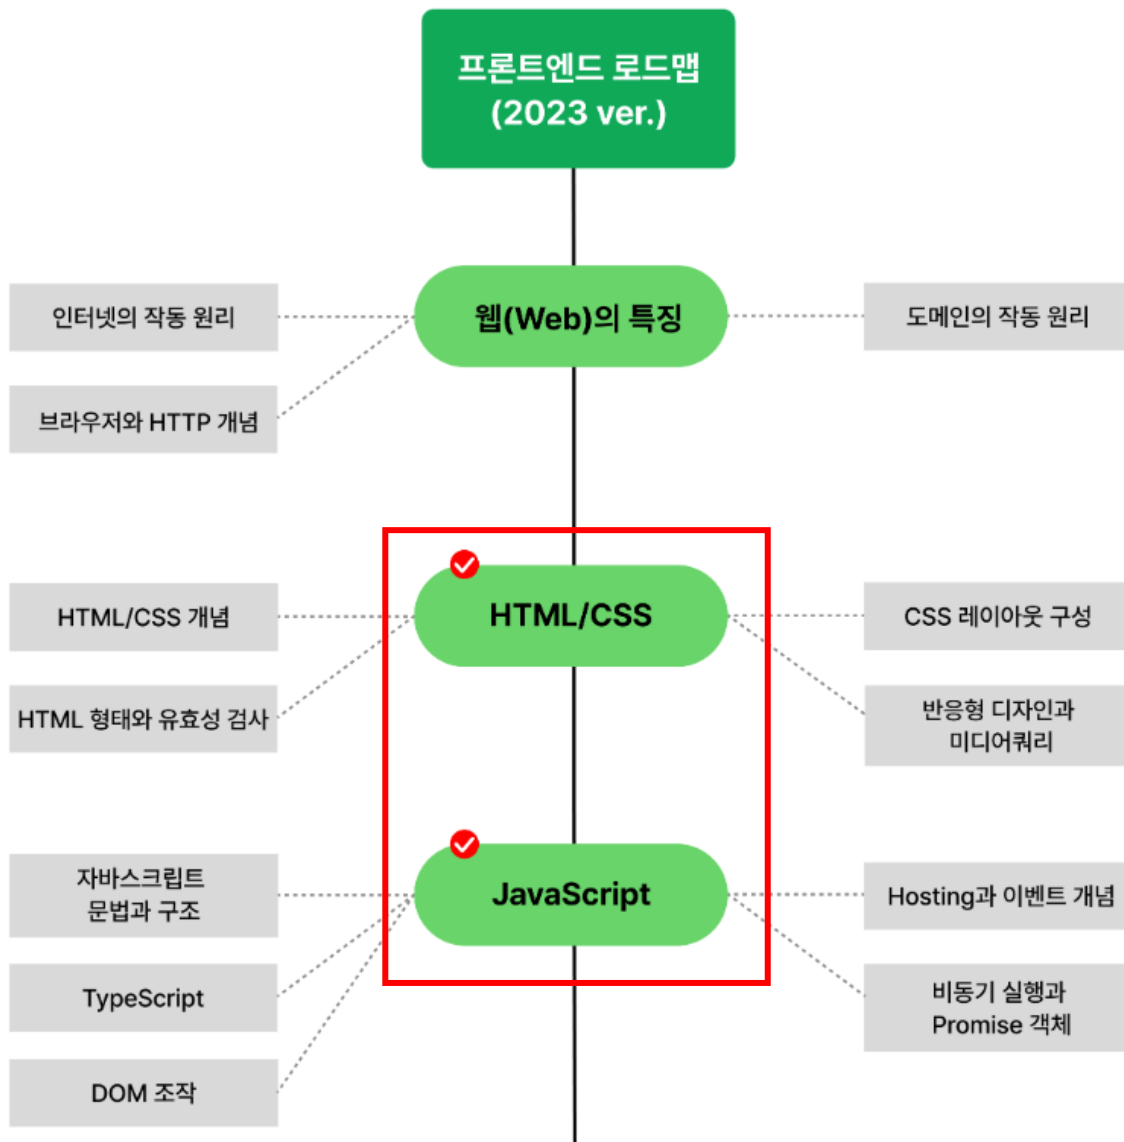 프론트엔드 로드맵
(2023 ver.)
인터넷의 작동 원리
웹(Web)의 특징
도메인의 작동 원리
브라우저와 HTTP 개념
HTML/CSS 개념
HTML/CSS
CSS 레이아웃 구성
HTML 형태와 유효성 검사
반응형 디자인과
미디어쿼리
자바스크립트
문법과 구조
JavaScript
Hosting과 이벤트 개념
TypeScript
비동기 실행과
Promise 객체
DOM 조작